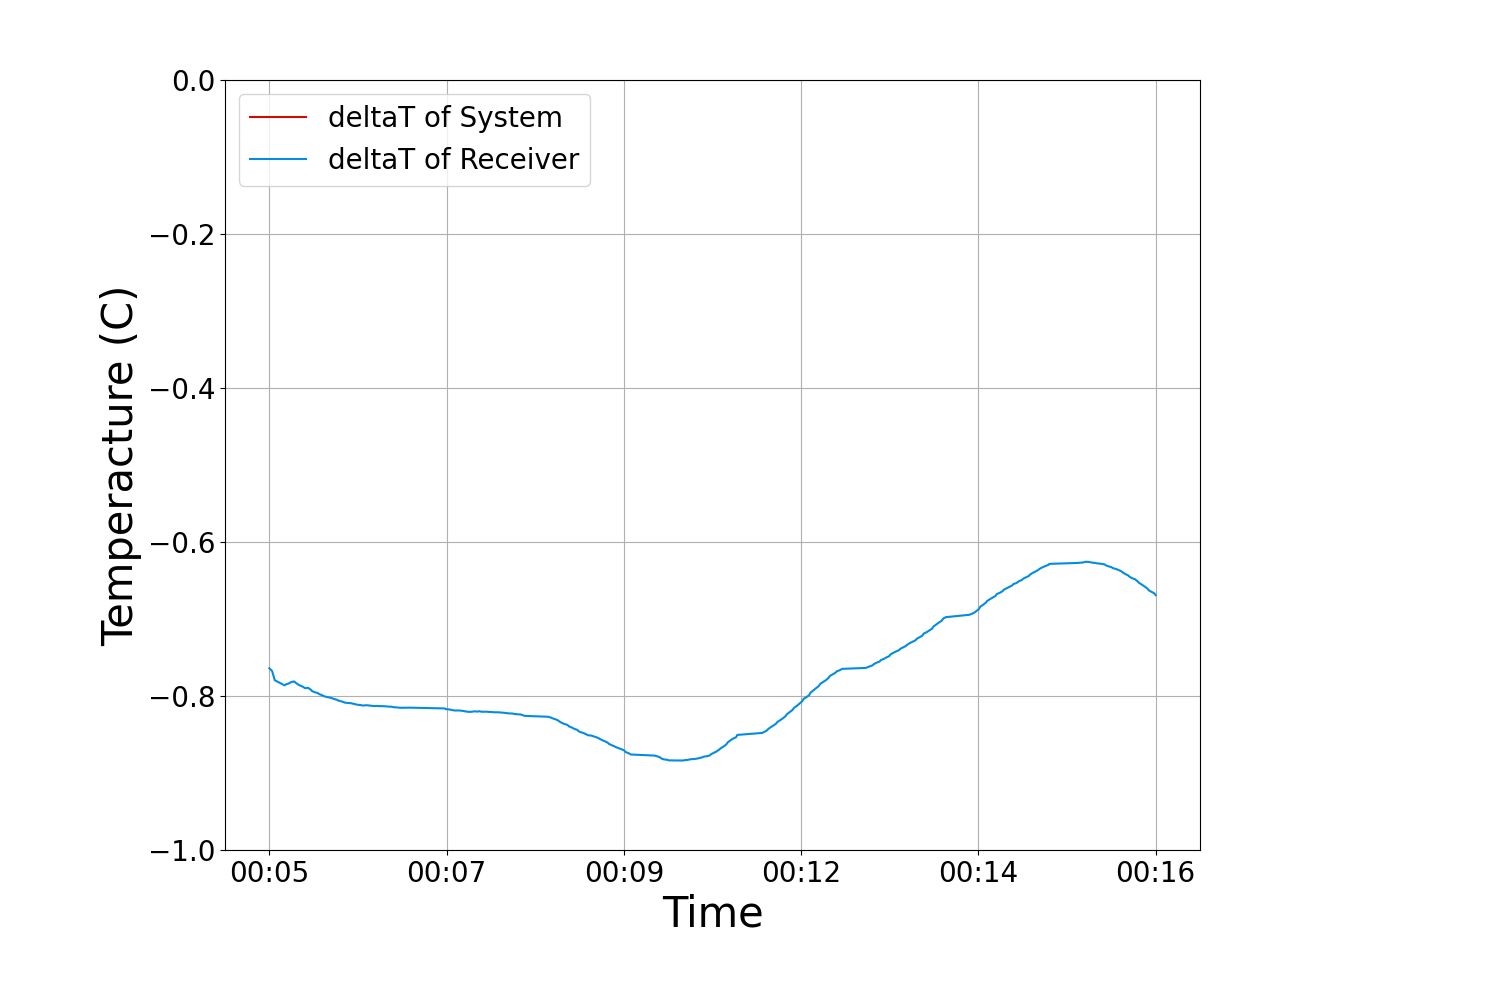 0.0
deltaT of System
deltaT of Receiver
−0.2
−0.4
−0.6
−0.8
−1.0
Temperacture (C)
00:05 00:07 00:09 00:12 00:14 00:16
Time